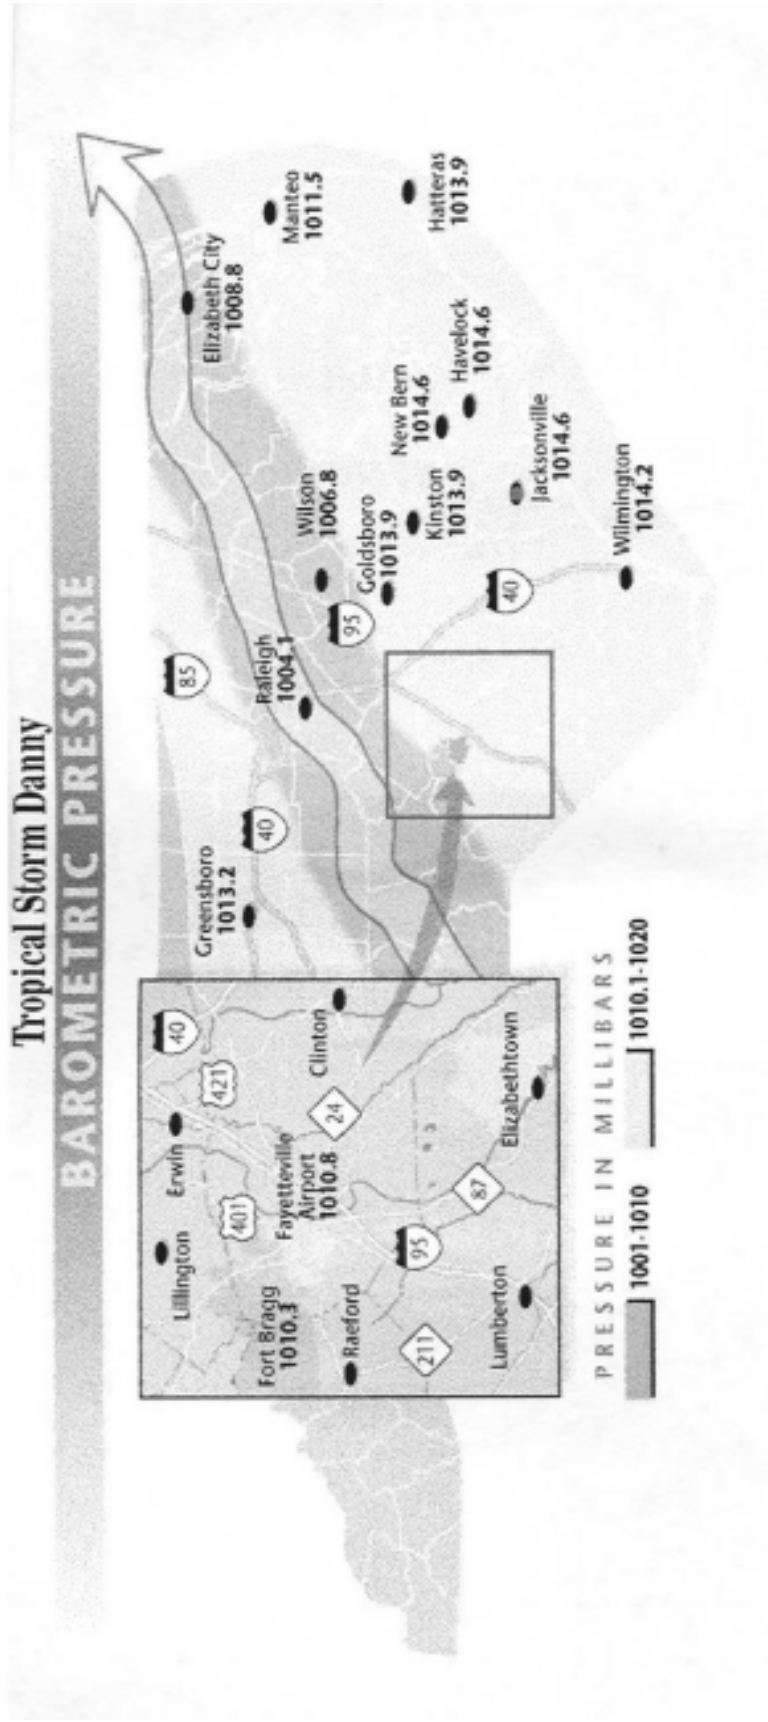 Tropical Storm Danny
BAROMETRIC PRESSURE
40
Lillington
Erwin
421
401
Fort Bragg
1010.3
Fayetteville
Airport
1010.8
24
Clinton
Raeford
95
211
87
Lumberton
Elizabethtown
85
Greensboro
1013.2
40
Raleigh
1004.1
95
Wilson
1006.8
Goldsboro
1013.9
Kinston
1013.9
New Bern
1014.6
Havelock
1014.6
Jacksonville
1014.6
40
Wilmington
1014.2
Elizabeth City
1008.8
Manteo
1011.5
Hatteras
1013.9
PRESSURE IN MILLIBARS
1001-1010
1010.1-1020